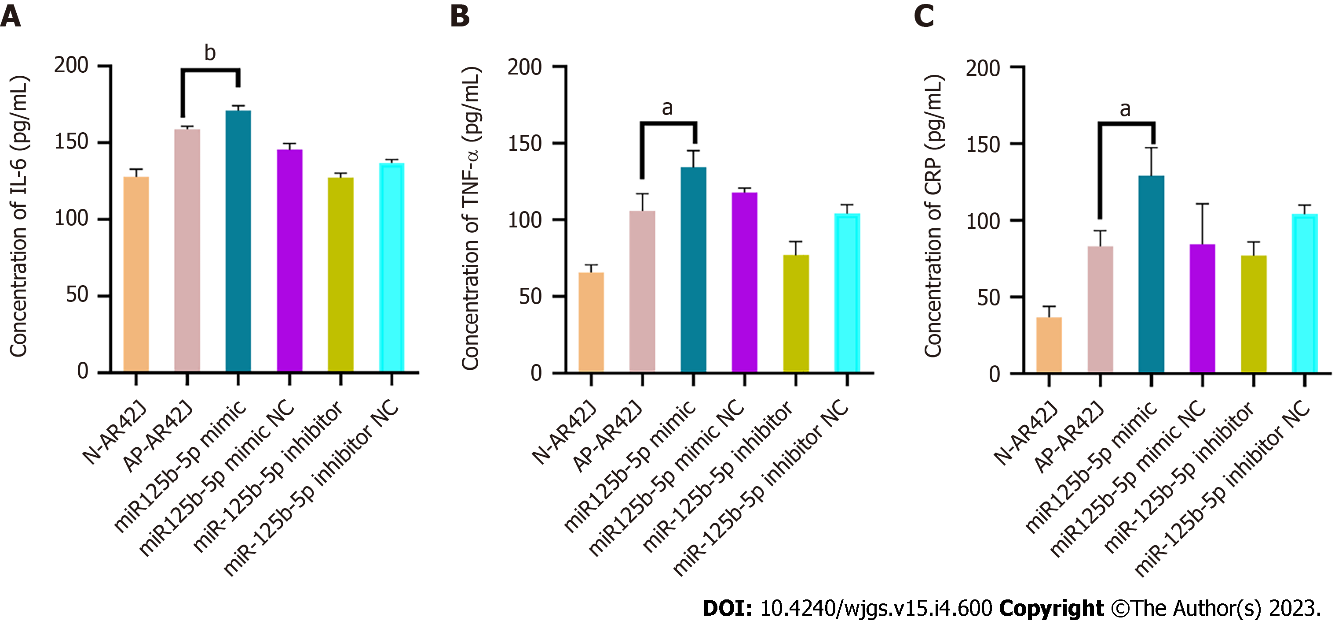 A
Concentration of IL-6 (pg/mL)
200
150
100
50
0
b
N-AR42J
AP-AR42J
miR125b-5p mimic
miR125b-5p mimic NC
miR-125b-5p inhibitor
miR-125b-5p inhibitor NC
B
Concentration of TNF-α (pg/mL)
200
150
100
50
0
a
N-AR42J
AP-AR42J
miR125b-5p mimic
miR125b-5p mimic NC
miR-125b-5p inhibitor
miR-125b-5p inhibitor NC
C
Concentration of CRP (pg/mL)
200
150
100
50
0
a
N-AR42J
AP-AR42J
miR125b-5p mimic
miR125b-5p mimic NC
miR-125b-5p inhibitor
miR-125b-5p inhibitor NC
DOI: 10.4240/wjgs.v15.i4.600 Copyright ©The Author(s) 2023.